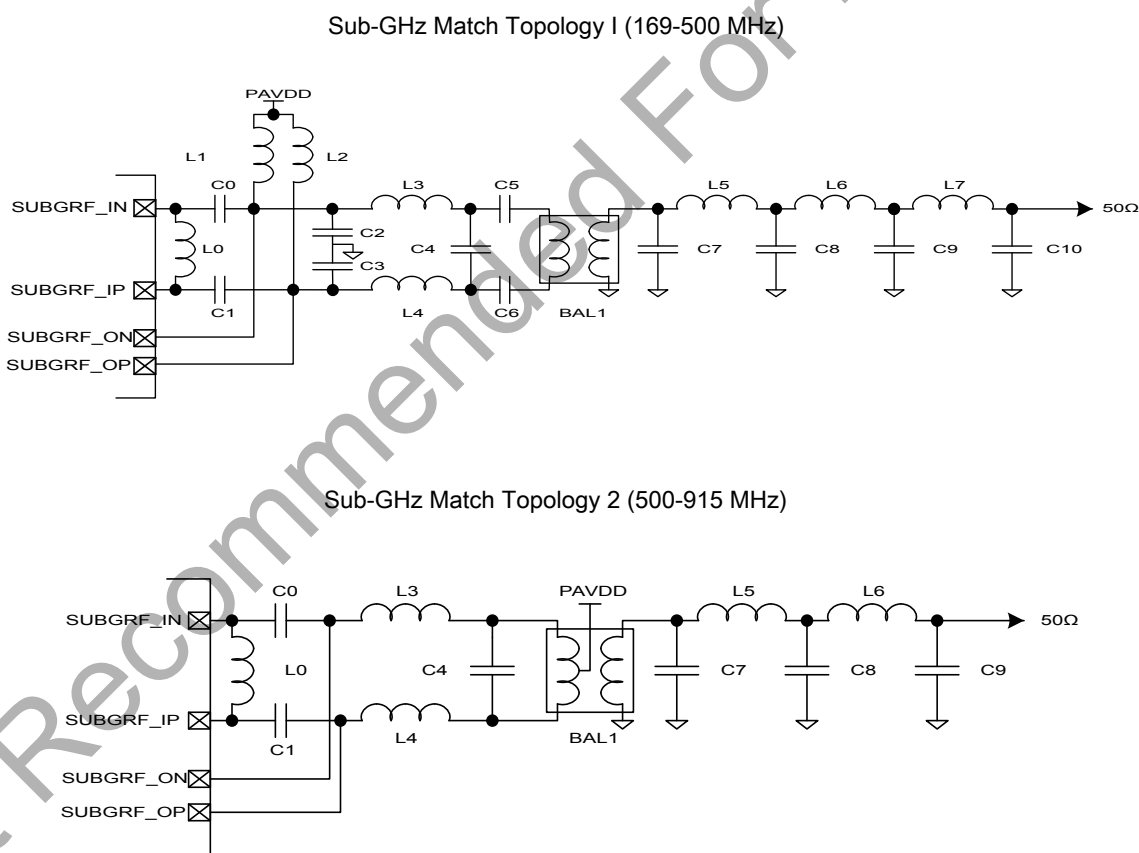 Sub-GHz Match Topology I (169-500 MHz)
PAVDD
L1
L2
C0
L3
C5
L5
L6
L7
SUBGRF_IN
50Ω
L0
C2
C3
C4
C7
C8
C9
C10
SUBGRF_IP
C1
L4
C6
BAL1
SUBGRF_ON
SUBGRF_OP
Sub-GHz Match Topology 2 (500-915 MHz)
C0
L3
PAVDD
L5
L6
SUBGRF_IN
50Ω
L0
C4
C7
C8
C9
SUBGRF_IP
C1
L4
BAL1
SUBGRF_ON
SUBGRF_OP
Recommended For